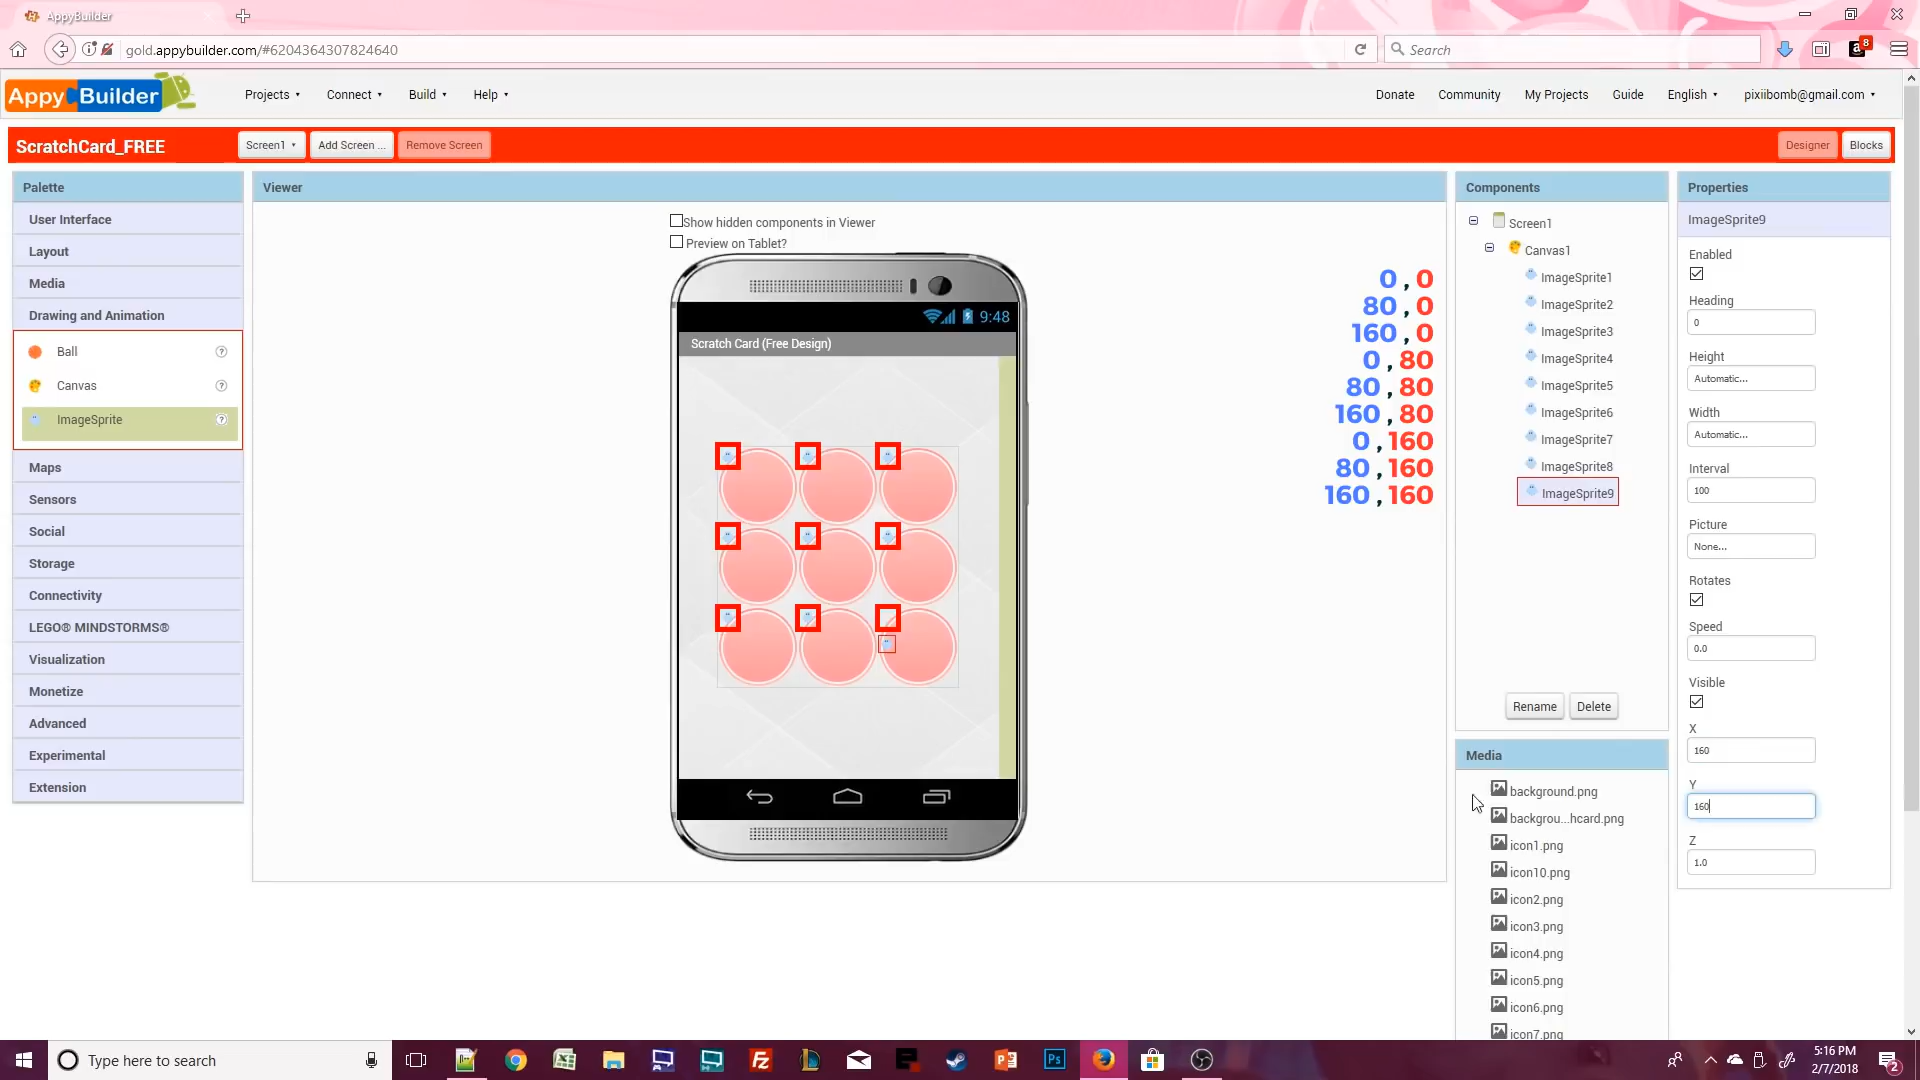 AppyBuilder
gold.appybuilder.com/#6204364307824640
Search
8
Appy Builder
Projects
Connect
Build
Help
Donate
Community
My Projects
Guide
English
pixiibomb@gmail.com
ScratchCard_FREE
Screen1
Add Screen ...
Remove Screen
Designer
Blocks
Palette
User Interface
Layout
Media
Drawing and Animation
Ball
?
Canvas
?
ImageSprite
?
Maps
Sensors
Social
Storage
Connectivity
LEGO® MINDSTORMS®
Visualization
Monetize
Advanced
Experimental
Extension
Viewer
Show hidden components in Viewer
Preview on Tablet?
9:48
Scratch Card (Free Design)
0 , 0
80 , 0
160 , 0
0 , 80
80 , 80
160 , 80
0 , 160
80 , 160
160 , 160
Components
Screen1
Canvas1
ImageSprite1
ImageSprite2
ImageSprite3
ImageSprite4
ImageSprite5
ImageSprite6
ImageSprite7
ImageSprite8
ImageSprite9
Rename
Delete
Media
background.png
backgrou...hcard.png
icon1.png
icon10.png
icon2.png
icon3.png
icon4.png
icon5.png
icon6.png
icon7.png
Properties
ImageSprite9
Enabled
Heading
0
Height
Automatic...
Width
Automatic...
Interval
100
Picture
None...
Rotates
Speed
0.0
Visible
X
160
Y
160
Z
1.0
Type here to search
Ps
5:16 PM
2/7/2018
2